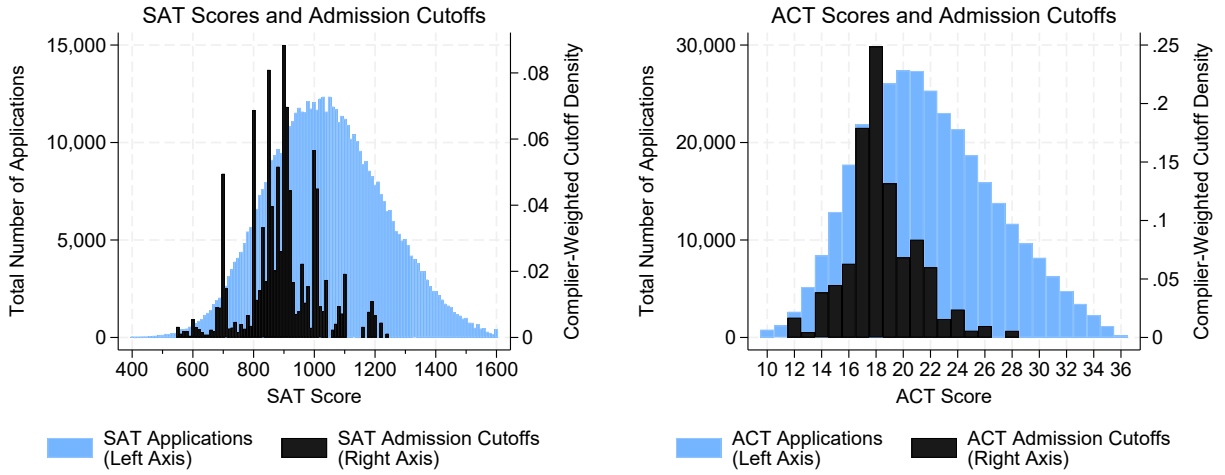 SAT Scores and Admission Cutoffs
15,000
10,000
5,000
0
Total Number of Applications
.08
.06
.04
.02
0
Complier-Weighted Cutoff Density
400 600 800 1000 1200 1400 1600
SAT Score
SAT Applications
(Left Axis)
SAT Admission Cutoffs
(Right Axis)
ACT Scores and Admission Cutoffs
30,000
20,000
10,000
0
Total Number of Applications
.25
.2
.15
.1
.05
0
Complier-Weighted Cutoff Density
10 12 14 16 18 20 22 24 26 28 30 32 34 36
ACT Score
ACT Applications
(Left Axis)
ACT Admission Cutoffs
(Right Axis)